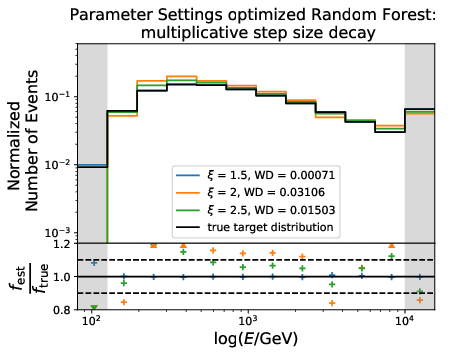 Parameter Settings optimized Random Forest:
multiplicative step size decay
Normalized
Number of Events
10⁻¹
10⁻²
10⁻³
ξ = 1.5, WD = 0.00071
ξ = 2, WD = 0.03106
ξ = 2.5, WD = 0.01503
true target distribution
f_est / f_true
1.2
1.0
0.8
10² 10³ 10⁴
log(E/GeV)